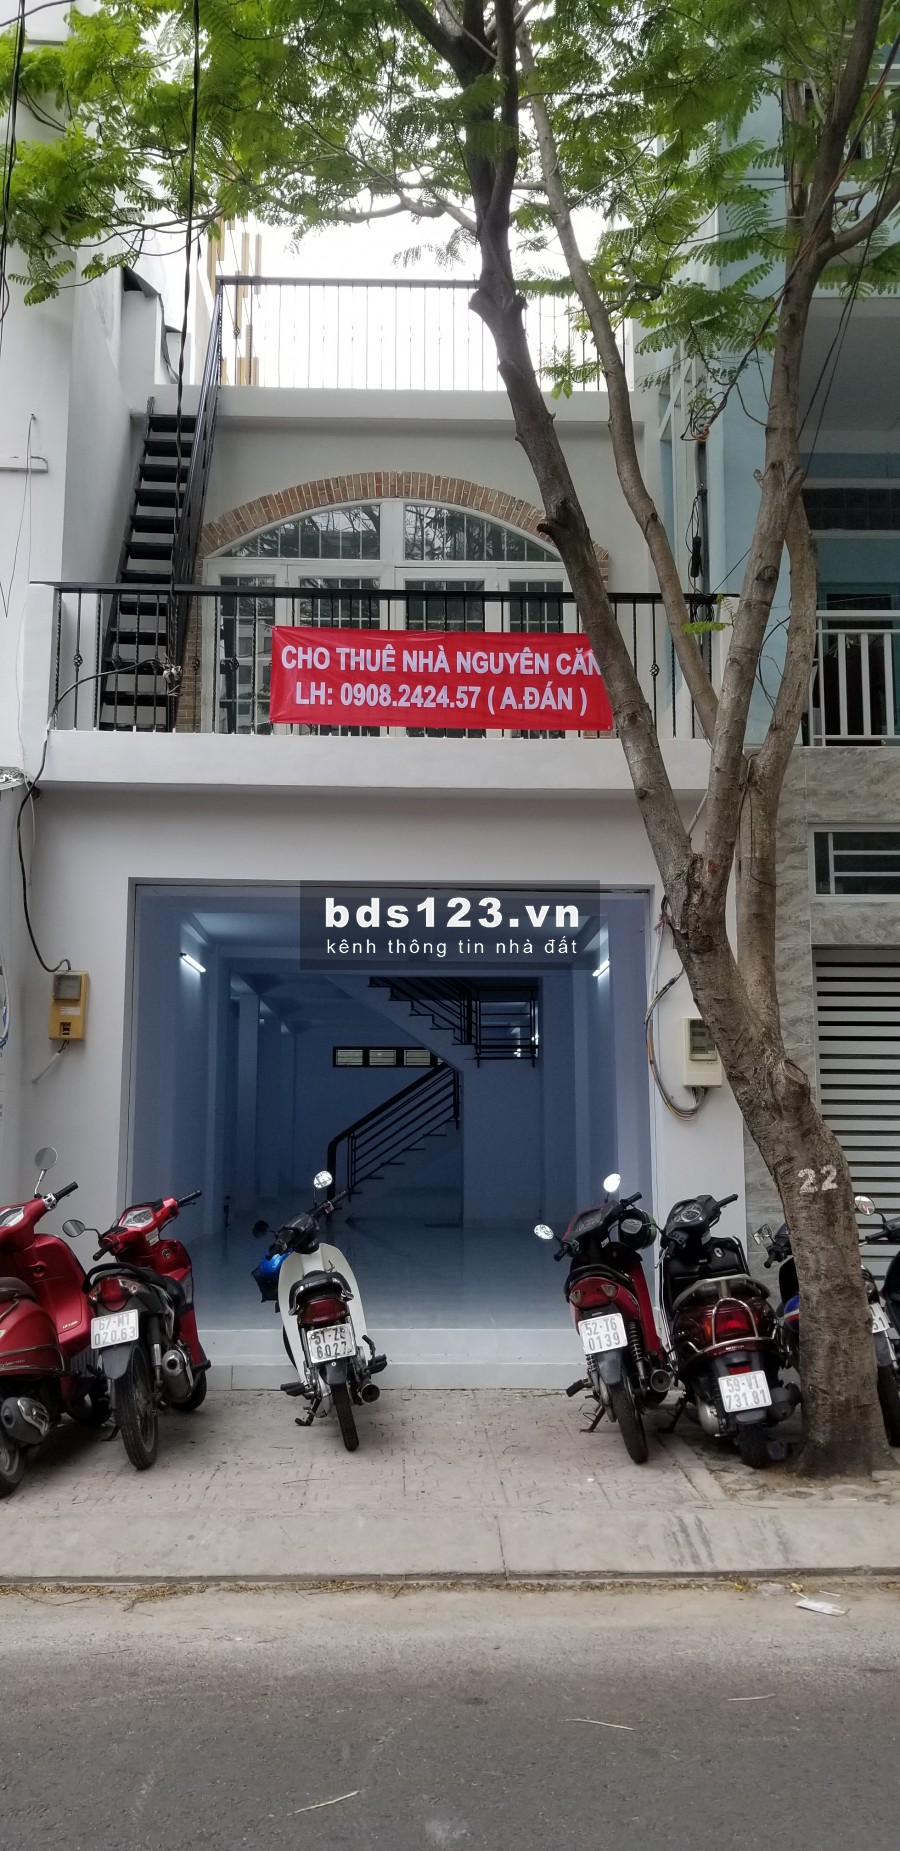 CHO THUÊ NHÀ NGUYÊN CĂN
LH: 0908.2424.57 ( A.ĐÁN )
bds123.vn
kênh thông tin nhà đất
22
67-M1
020.63
51-Z6
6027
52-T6
0139
59-V1
731.81